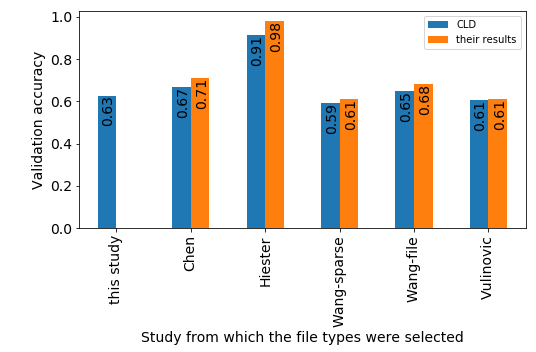 CLD
their results
1.0
0.8
0.6
0.4
0.2
0.0
Validation accuracy
0.63
0.67
0.71
0.91
0.98
0.59
0.61
0.65
0.68
0.61
0.61
this study
Chen
Hiester
Wang-sparse
Wang-file
Vulinovic
Study from which the file types were selected